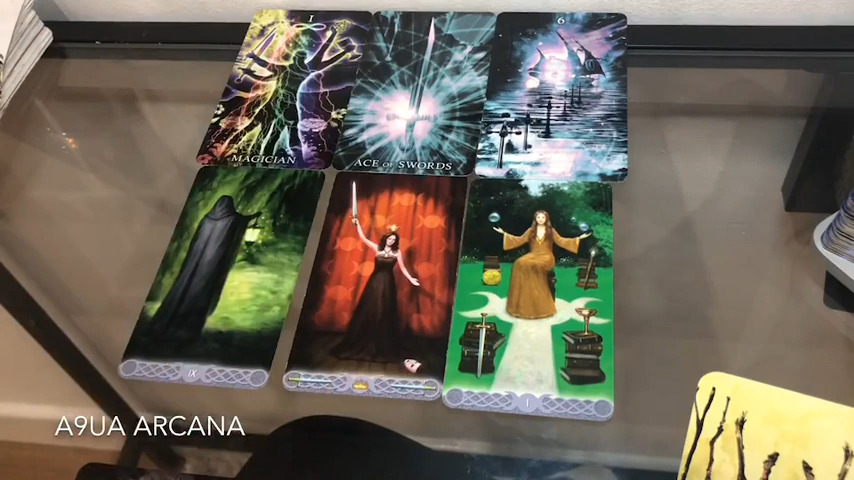 I
6
MAGICIAN
ACE OF SWORDS
IX
I
A9UA ARCANA